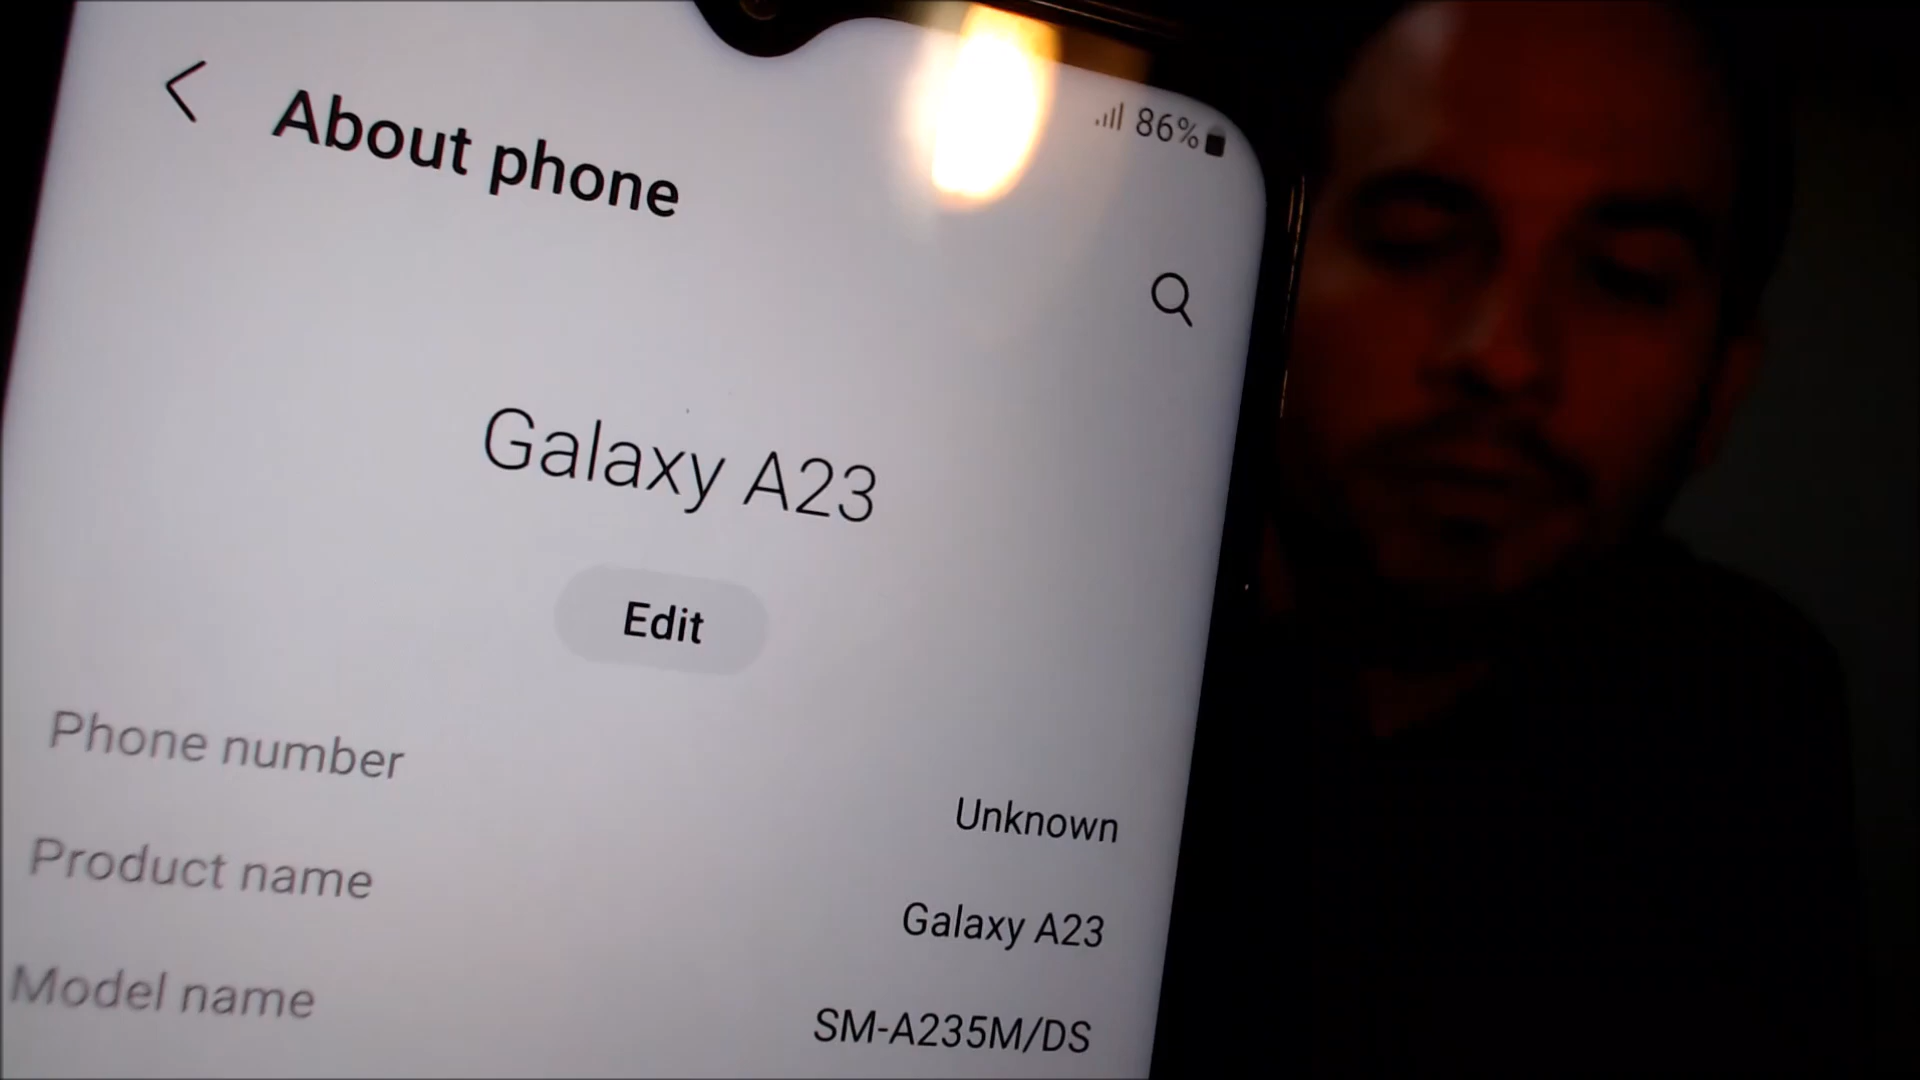 86%
About phone
Galaxy A23
Edit
Phone number
Unknown
Product name
Galaxy A23
Model name
SM-A235M/DS